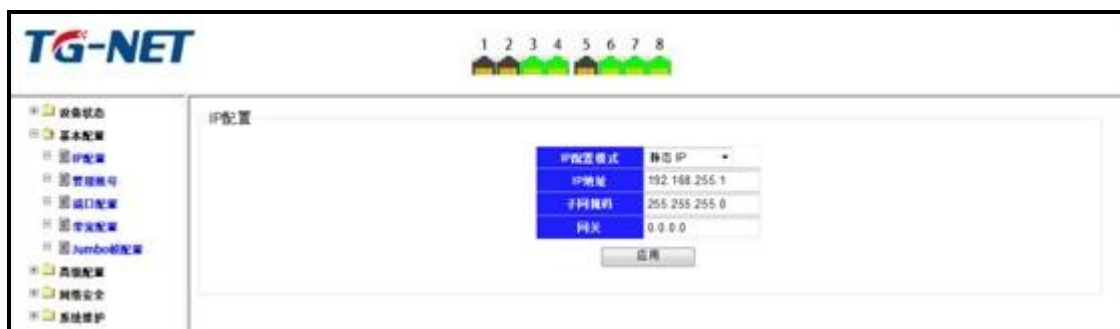 TG-NET
1 2 3 4 5 6 7 8
设备状态
基本配置
IP配置
管理账号
端口配置
带宽配置
Jumbo帧配置
高级配置
网络安全
系统维护
IP配置
IP配置模式 静态 IP
IP地址 192.168.255.1
子网掩码 255.255.255.0
网关 0.0.0.0
应用